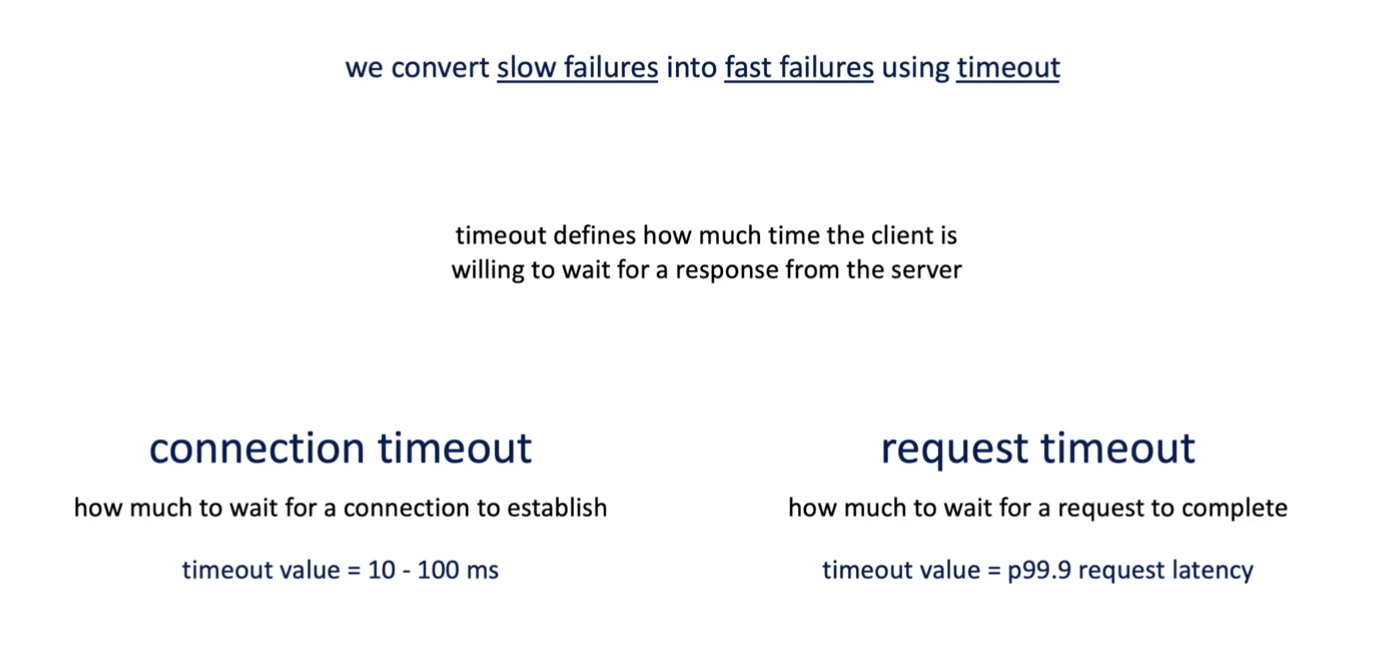 we convert slow failures into fast failures using timeout
timeout defines how much time the client is
willing to wait for a response from the server
connection timeout
how much to wait for a connection to establish
timeout value = 10 - 100 ms
request timeout
how much to wait for a request to complete
timeout value = p99.9 request latency